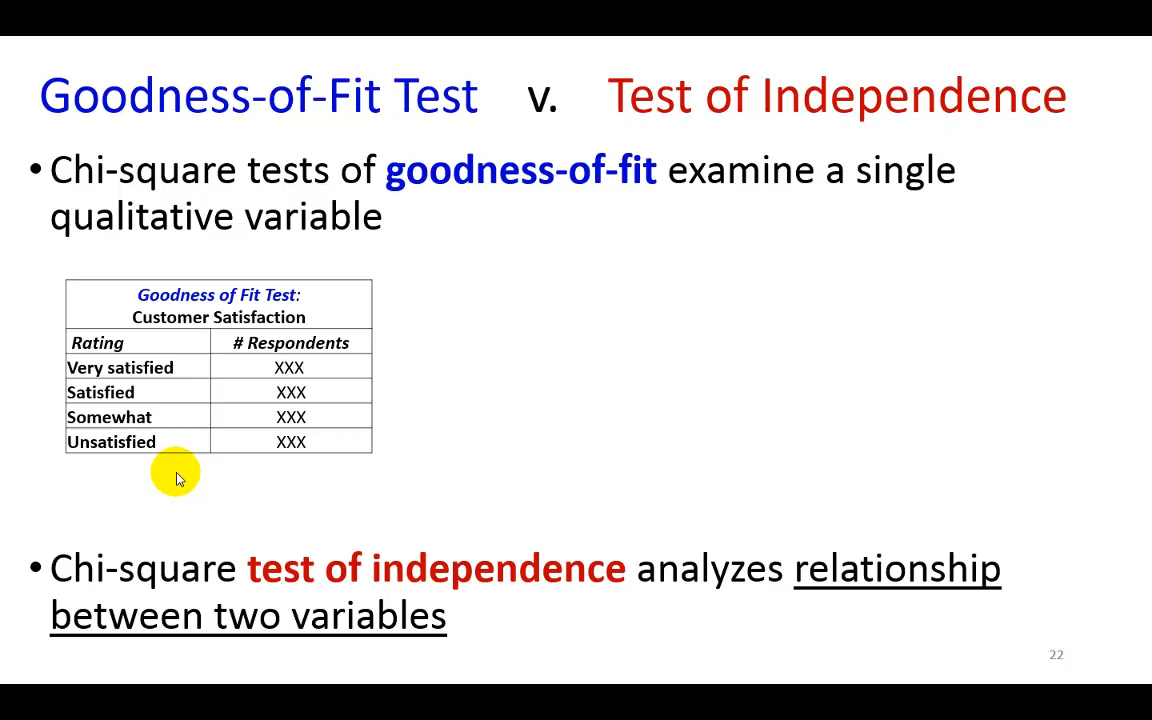 Goodness-of-Fit Test v. Test of Independence
• Chi-square tests of goodness-of-fit examine a single
qualitative variable
Goodness of Fit Test:
Customer Satisfaction
Rating # Respondents
Very satisfied XXX
Satisfied XXX
Somewhat XXX
Unsatisfied XXX
• Chi-square test of independence analyzes relationship
between two variables
22